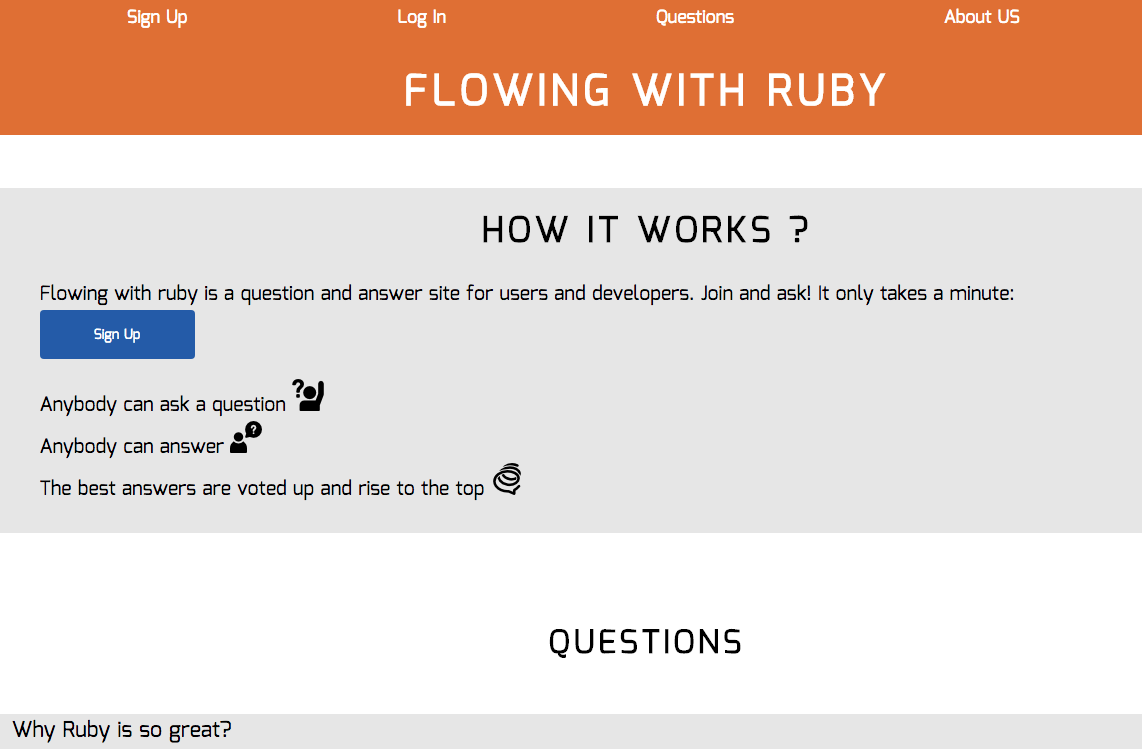 Sign Up Log In Questions About US
FLOWING WITH RUBY
HOW IT WORKS ?
Flowing with ruby is a question and answer site for users and developers. Join and ask! It only takes a minute:
Sign Up
Anybody can ask a question ?
Anybody can answer ?
The best answers are voted up and rise to the top
QUESTIONS
Why Ruby is so great?